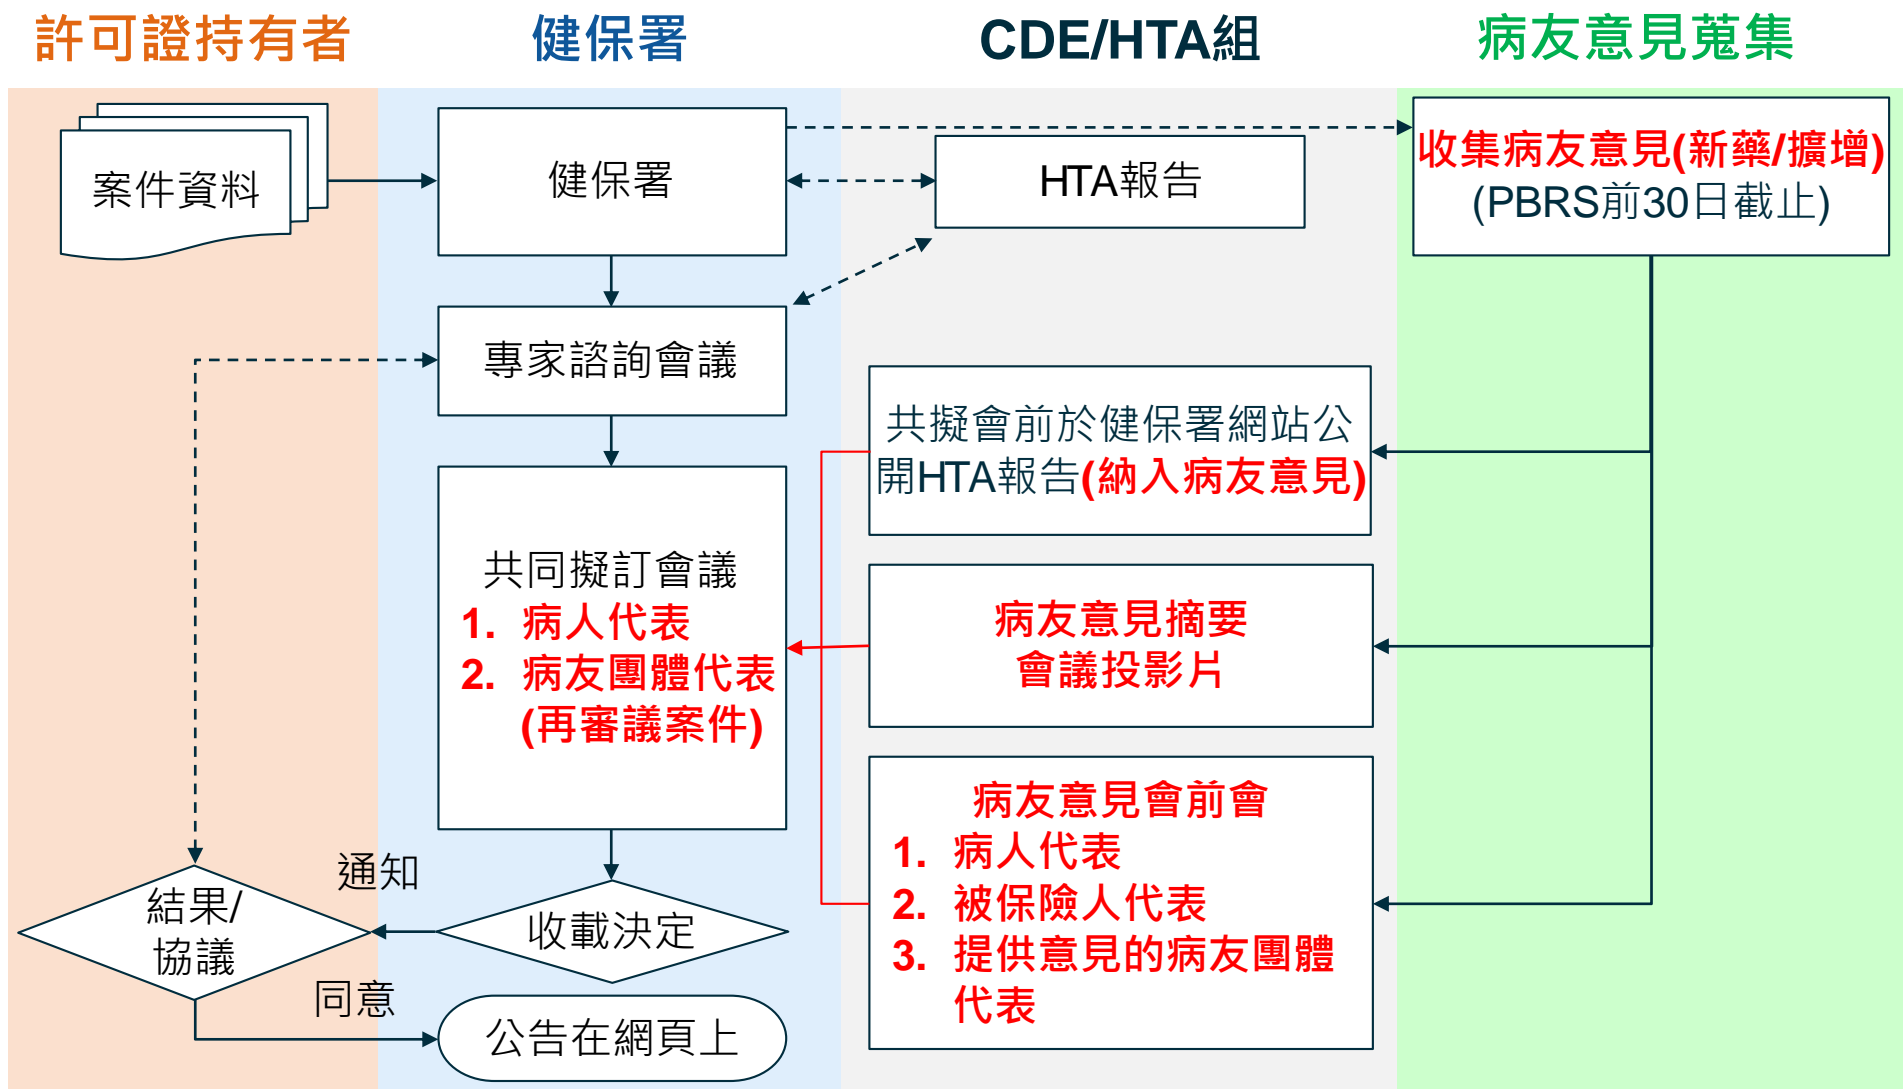 許可證持有者
健保署
CDE/HTA組
病友意見蒐集
案件資料
健保署
HTA報告
收集病友意見(新藥/擴增)
(PBRS前30日截止)
專家諮詢會議
共擬會前於健保署網站公
開HTA報告(納入病友意見)
共同擬訂會議
1. 病人代表
2. 病友團體代表
(再審議案件)
病友意見摘要
會議投影片
病友意見會前會
1. 病人代表
2. 被保險人代表
3. 提供意見的病友團體
代表
通知
結果/
協議
收載決定
同意
公告在網頁上